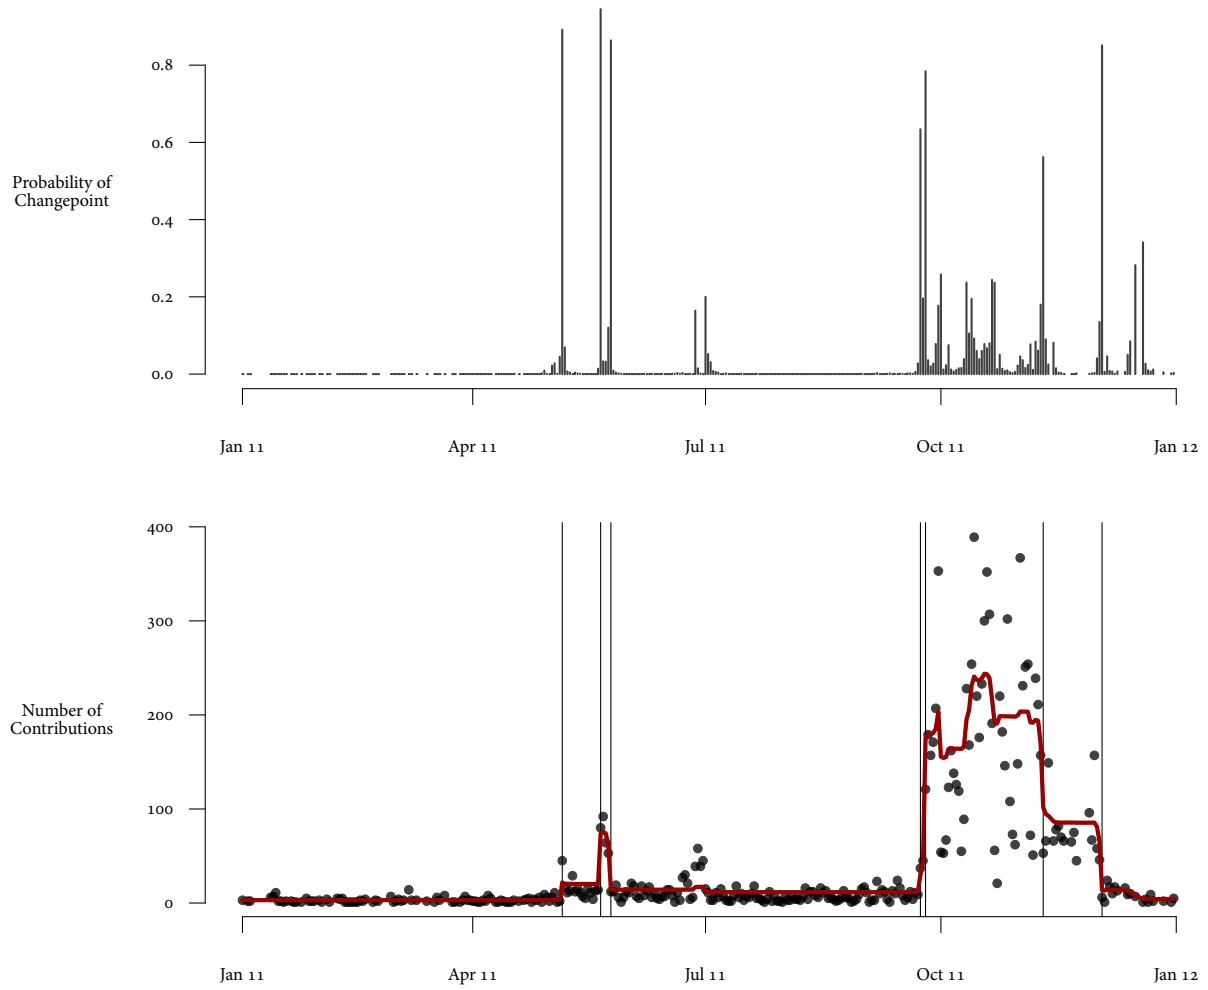 0.8
0.6
Probability of
Changepoint
0.4
0.2
0.0
Jan 11 Apr 11 Jul 11 Oct 11 Jan 12
400
300
Number of
Contributions
200
100
0
Jan 11 Apr 11 Jul 11 Oct 11 Jan 12